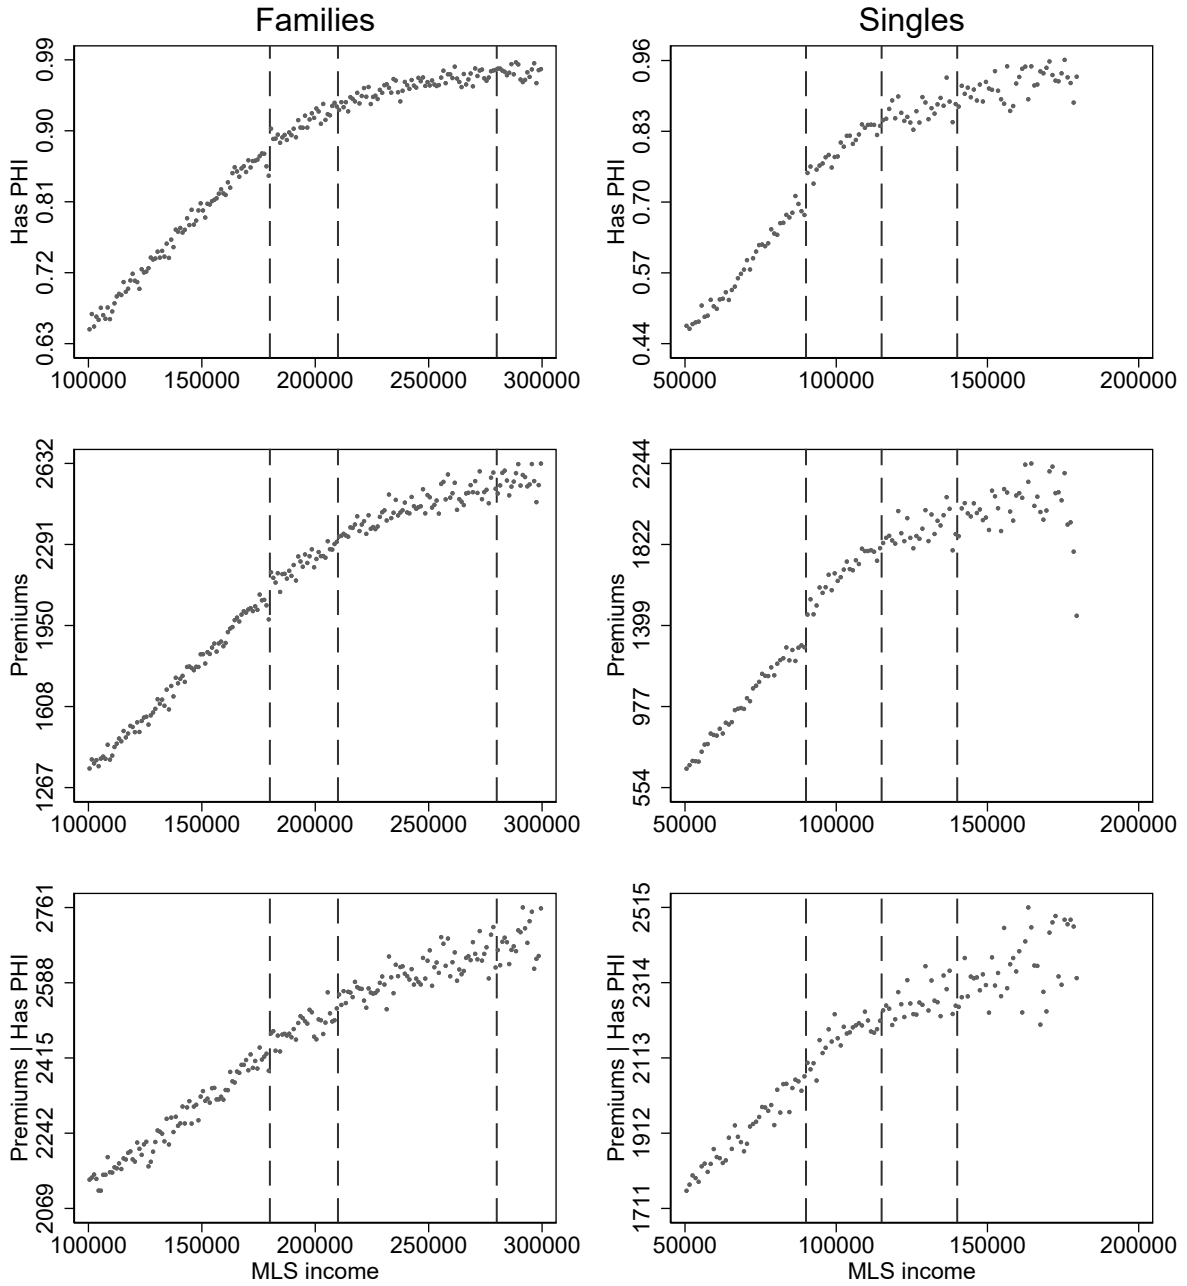 Families
Singles
Has PHI
0.99
0.90
0.81
0.72
0.63
100000 150000 200000 250000 300000
Has PHI
0.96
0.83
0.70
0.57
0.44
50000 100000 150000 200000
Premiums
2632
2291
1950
1608
1267
100000 150000 200000 250000 300000
Premiums
2244
1822
1399
977
554
50000 100000 150000 200000
Premiums | Has PHI
2761
2588
2415
2242
2069
100000 150000 200000 250000 300000
MLS income
Premiums | Has PHI
2515
2314
2113
1912
1711
50000 100000 150000 200000
MLS income